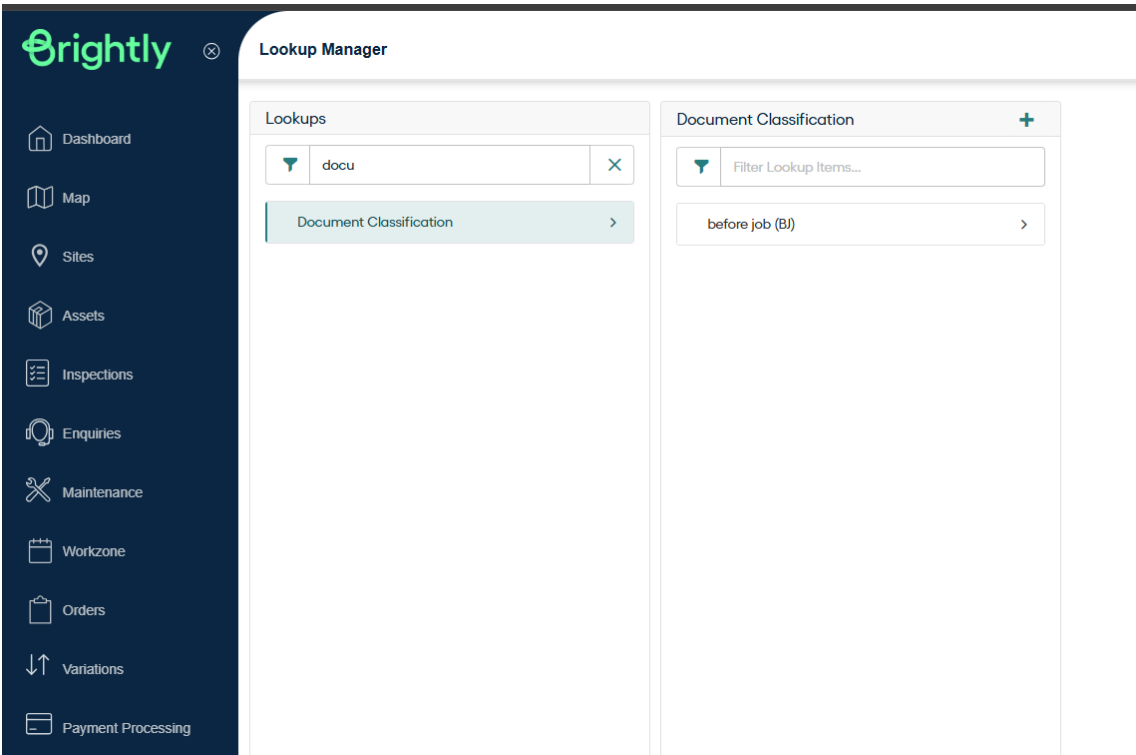 Brightly
Lookup Manager
Dashboard
Map
Sites
Assets
Inspections
Enquiries
Maintenance
Workzone
Orders
Variations
Payment Processing
Lookups
docu
Document Classification
Document Classification
Filter Lookup Items...
before job (BJ)